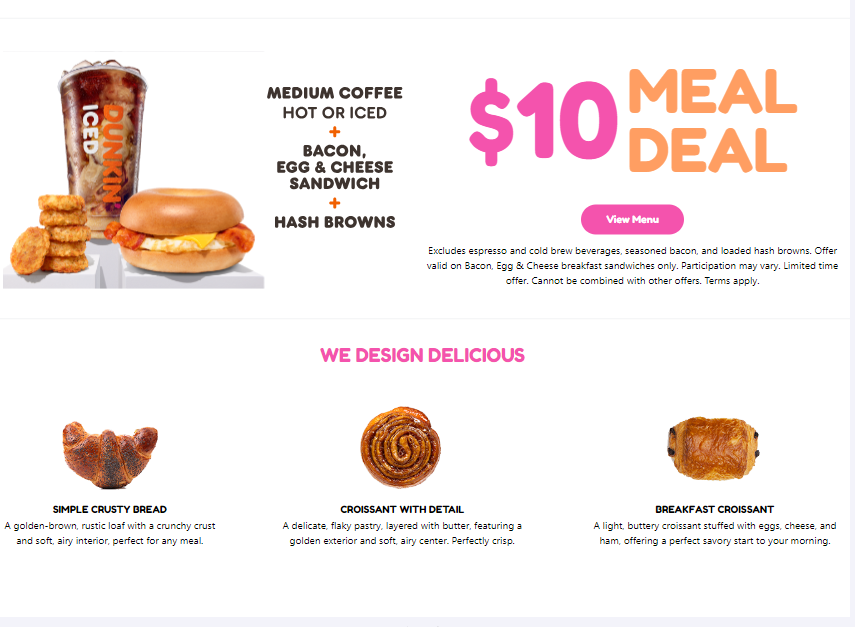 DUNKIN'
ICED
MEDIUM COFFEE
HOT OR ICED
+
BACON,
EGG & CHEESE
SANDWICH
+
HASH BROWNS
$10 MEAL
DEAL
View Menu
Excludes espresso and cold brew beverages, seasoned bacon, and loaded hash browns. Offer
valid on Bacon, Egg & Cheese breakfast sandwiches only. Participation may vary. Limited time
offer. Cannot be combined with other offers. Terms apply.
WE DESIGN DELICIOUS
SIMPLE CRUSTY BREAD
A golden-brown, rustic loaf with a crunchy crust
and soft, airy interior, perfect for any meal.
CROISSANT WITH DETAIL
A delicate, flaky pastry, layered with butter, featuring a
golden exterior and soft, airy center. Perfectly crisp.
BREAKFAST CROISSANT
A light, buttery croissant stuffed with eggs, cheese, and
ham, offering a perfect savory start to your morning.